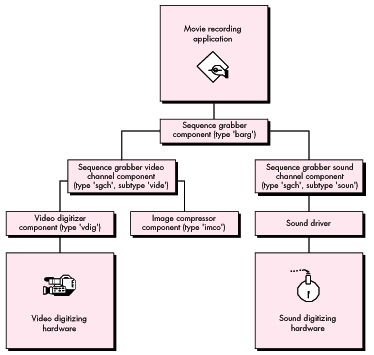 Movie recording
application
Sequence grabber
component (type 'barg')
Sequence grabber video
channel component
(type 'sgch', subtype 'vide')
Sequence grabber sound
channel component
(type 'sgch', subtype 'soun')
Video digitizer
component (type 'vdig')
Image compressor
component (type 'imco')
Sound driver
Video digitizing
hardware
Sound digitizing
hardware